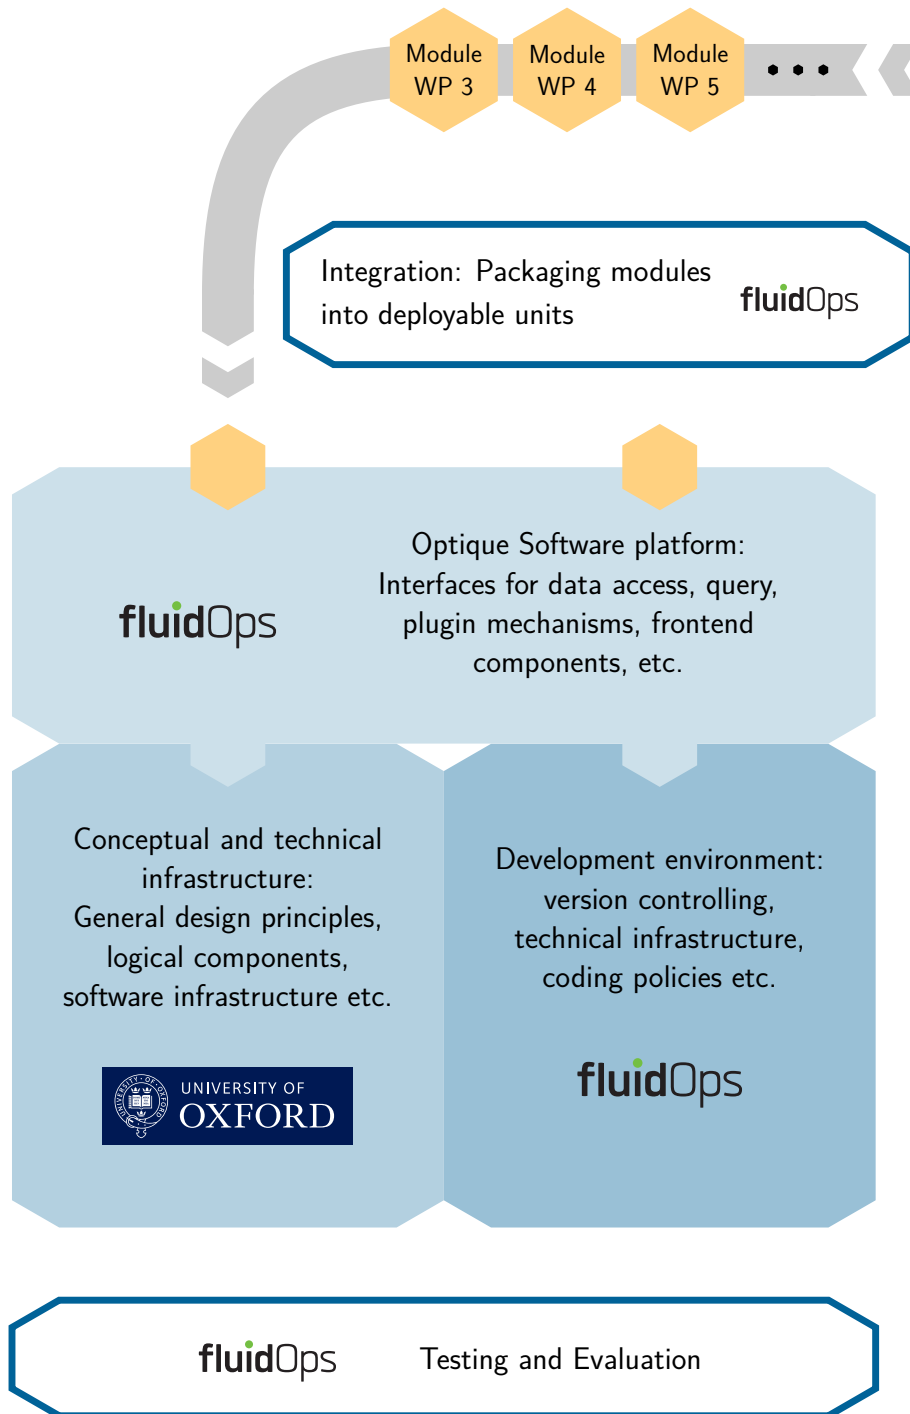 Module
WP 3
Module
WP 4
Module
WP 5
Integration: Packaging modules
into deployable units
fluidOps
fluidOps
Optique Software platform:
Interfaces for data access, query,
plugin mechanisms, frontend
components, etc.
Conceptual and technical
infrastructure:
General design principles,
logical components,
software infrastructure etc.
UNIVERSITY OF OXFORD
UNIVERSITY OF
OXFORD
Development environment:
version controlling,
technical infrastructure,
coding policies etc.
fluidOps
fluidOps
Testing and Evaluation